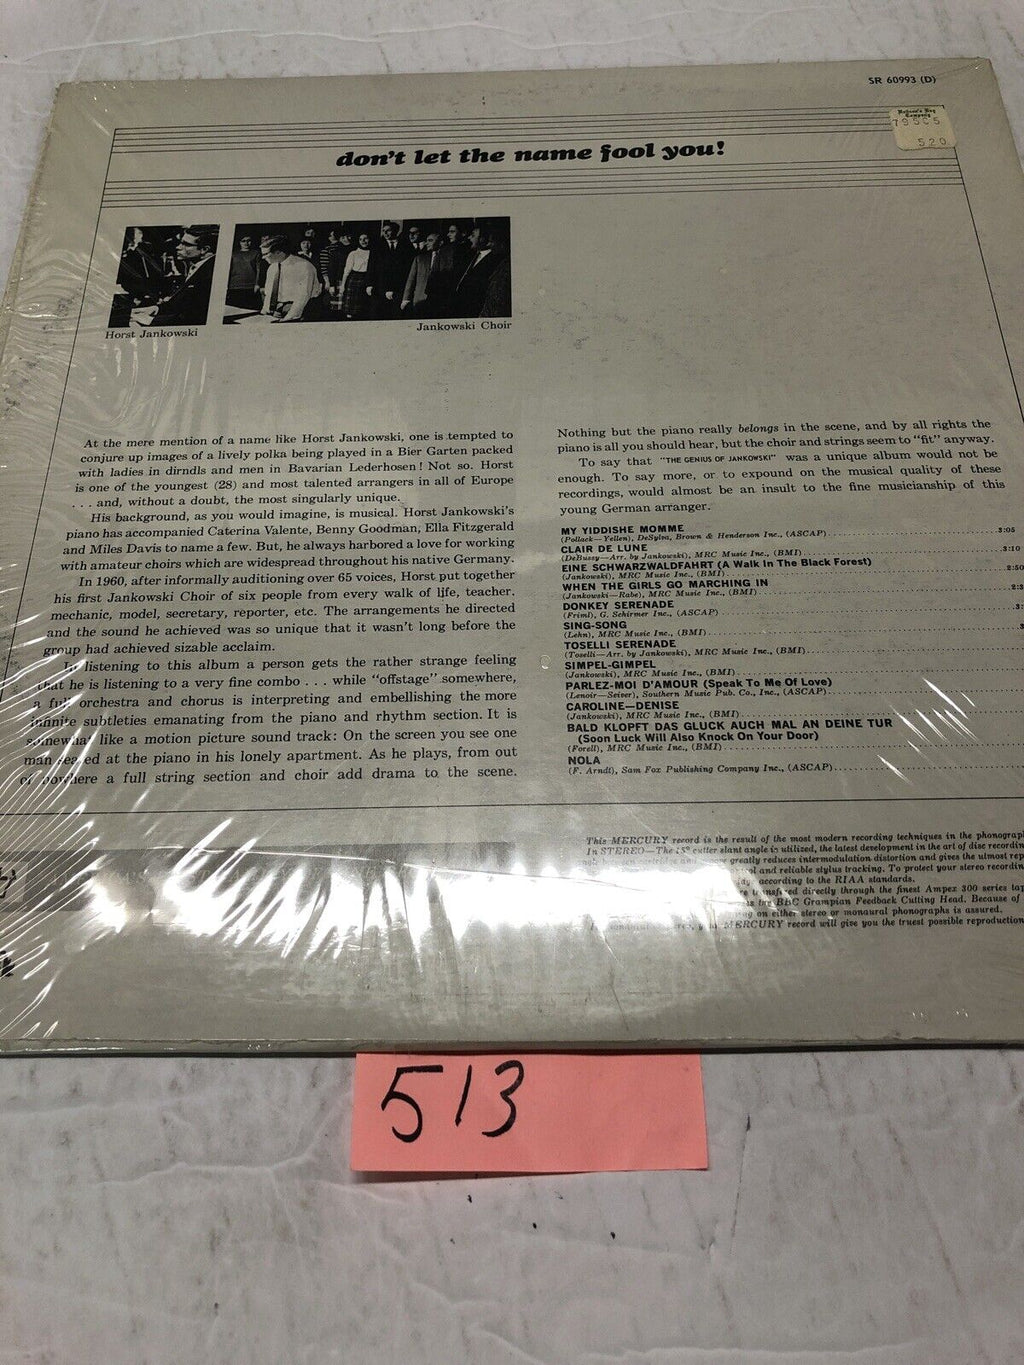 SR 60993 (D)
Hudson's Bay
Company
520
don't let the name fool you!
Horst Jankowski
Jankowski Choir
At the mere mention of a name like Horst Jankowski, one is tempted to
conjure up images of a lively polka being played in a Bier Garten packed
with ladies in dirndls and men in Bavarian Lederhosen! Not so. Horst
is one of the youngest (28) and most talented arrangers in all of Europe
. . . and, without a doubt, the most singularly unique.
His background, as you would imagine, is musical. Horst Jankowski's
piano has accompanied Caterina Valente, Benny Goodman, Ella Fitzgerald
and Miles Davis to name a few. But, he always harbored a love for working
with amateur choirs which are widespread throughout his native Germany.
In 1960, after informally auditioning over 65 voices, Horst put together
his first Jankowski Choir of six people from every walk of life, teacher,
mechanic, model, secretary, reporter, etc. The arrangements he directed
and the sound he achieved was so unique that it wasn't long before the
group had achieved sizable acclaim.
In listening to this album a person gets the rather strange feeling
that he is listening to a very fine combo . . . while "offstage" somewhere,
a full orchestra and chorus is interpreting and embellishing the more
infinite subtleties emanating from the piano and rhythm section. It is
somewhat like a motion picture sound track: On the screen you see one
man seated at the piano in his lonely apartment. As he plays, from out
of nowhere a full string section and choir add drama to the scene.
Nothing but the piano really belongs in the scene, and by all rights the
piano is all you should hear, but the choir and strings seem to "fit" anyway.
To say that "THE GENIUS OF JANKOWSKI" was a unique album would not be
enough. To say more, or to expound on the musical quality of these
recordings, would almost be an insult to the fine musicianship of this
young German arranger.
MY YIDDISHE MOMME
(Pollack—Yellen), DeSylva, Brown & Henderson Inc., (ASCAP) 3:05
CLAIR DE LUNE
(DeBussy—Arr. by Jankowski), MRC Music Inc., (BMI) 3:10
EINE SCHWARZWALDFAHRT (A Walk In The Black Forest)
(Jankowski), MRC Music Inc., (BMI) 2:50
WHEN THE GIRLS GO MARCHING IN
(Jankowski—Rabe), MRC Music Inc., (BMI)
DONKEY SERENADE
(Friml), G. Schirmer Inc., (ASCAP)
SING-SONG
(Lehn), MRC Music Inc., (BMI)
TOSELLI SERENADE
(Toselli—Arr. by Jankowski), MRC Music Inc., (BMI)
SIMPEL-GIMPEL
(Jankowski), MRC Music Inc., (BMI)
PARLEZ-MOI D'AMOUR (Speak To Me Of Love)
(Lenoir—Seiver), Southern Music Pub. Co., Inc., (ASCAP)
CAROLINE—DENISE
(Jankowski), MRC Music Inc., (BMI)
BALD KLOPFT DAS GLUCK AUCH MAL AN DEINE TUR
(Soon Luck Will Also Knock On Your Door)
(Forell), MRC Music Inc., (BMI)
NOLA
(F. Arndt), Sam Fox Publishing Company Inc., (ASCAP)
This MERCURY record is the result of the most modern recording techniques in the
In STEREO—The 15° cutter slant angle is utilized, the latest development in the art of disc
greatly reduces intermodulation distortion and gives the utmost
and reliable stylus tracking. To protect your stereo
according to the RIAA standards.
directly through the finest Ampex 300 series
the BBC Grampian Feedback Cutting Head. Because of
on either stereo or monaural phonographs is assured.
MERCURY record will give you the truest possible
513